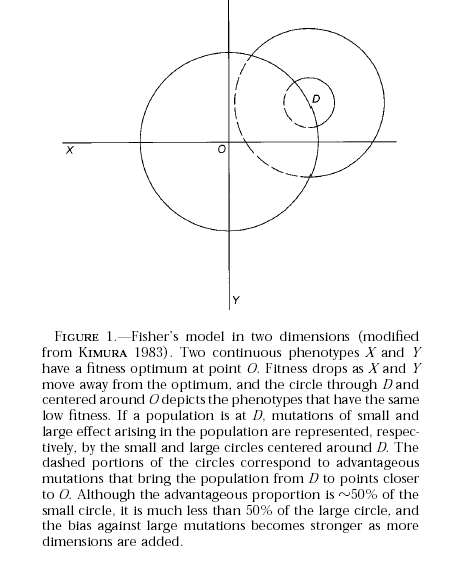 D
X
O
Y
FIGURE 1.—Fisher's model in two dimensions (modified
from KIMURA 1983). Two continuous phenotypes X and Y
have a fitness optimum at point O. Fitness drops as X and Y
move away from the optimum, and the circle through D and
centered around O depicts the phenotypes that have the same
low fitness. If a population is at D, mutations of small and
large effect arising in the population are represented, respec-
tively, by the small and large circles centered around D. The
dashed portions of the circles correspond to advantageous
mutations that bring the population from D to points closer
to O. Although the advantageous proportion is ~50% of the
small circle, it is much less than 50% of the large circle, and
the bias against large mutations becomes stronger as more
dimensions are added.